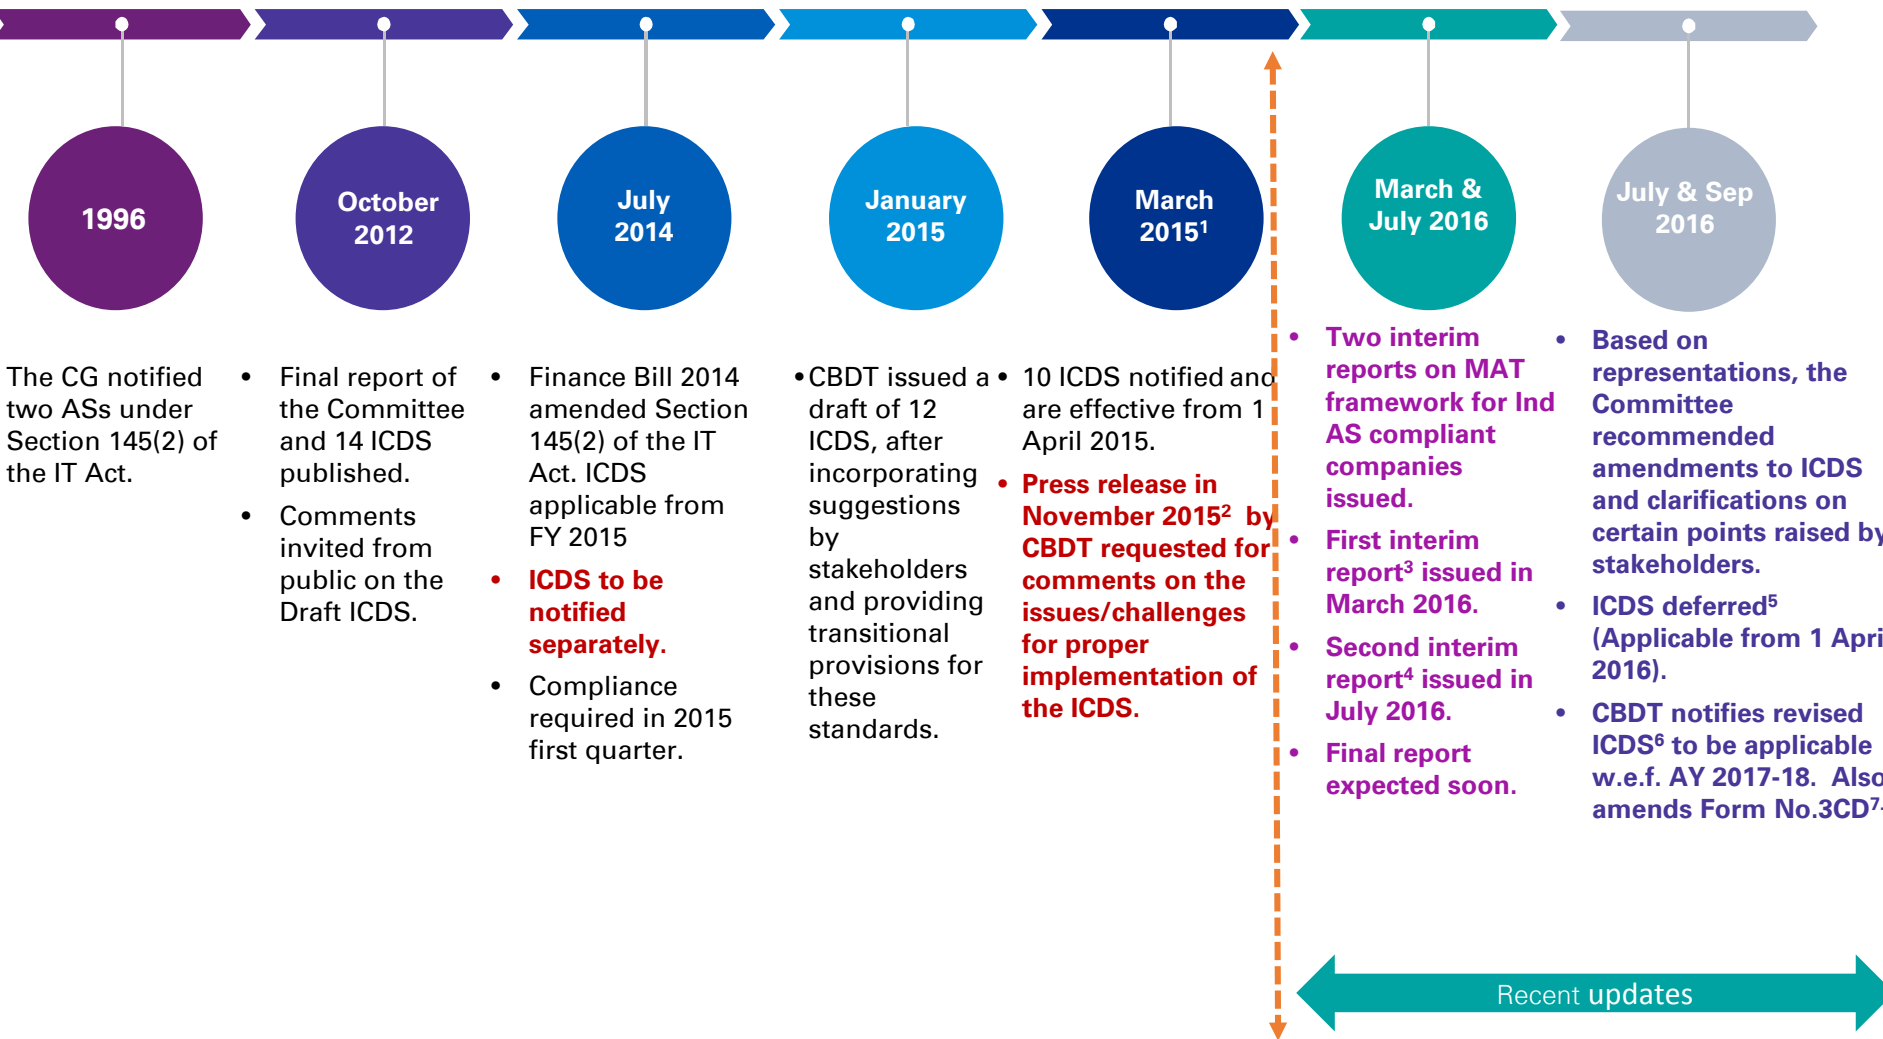 1996
The CG notified
two ASs under
Section 145(2) of
the IT Act.
October
2012
• Final report of
the Committee
and 14 ICDS
published.
• Comments
invited from
public on the
Draft ICDS.
July
2014
• Finance Bill 2014
amended Section
145(2) of the IT
Act. ICDS
applicable from
FY 2015
• ICDS to be
notified
separately.
• Compliance
required in 2015
first quarter.
January
2015
• CBDT issued a
draft of 12
ICDS, after
incorporating
suggestions
by
stakeholders
and providing
transitional
provisions for
these
standards.
March
2015¹
• 10 ICDS notified and
are effective from 1
April 2015.
• Press release in
November 2015² by
CBDT requested for
comments on the
issues/challenges
for proper
implementation of
the ICDS.
March &
July 2016
• Two interim
reports on MAT
framework for Ind
AS compliant
companies
issued.
• First interim
report³ issued in
March 2016.
• Second interim
report⁴ issued in
July 2016.
• Final report
expected soon.
July & Sep
2016
• Based on
representations, the
Committee
recommended
amendments to ICDS
and clarifications on
certain points raised by
stakeholders.
• ICDS deferred⁵
(Applicable from 1 Apri
2016).
• CBDT notifies revised
ICDS⁶ to be applicable
w.e.f. AY 2017-18. Also
amends Form No.3CD⁷.
Recent updates